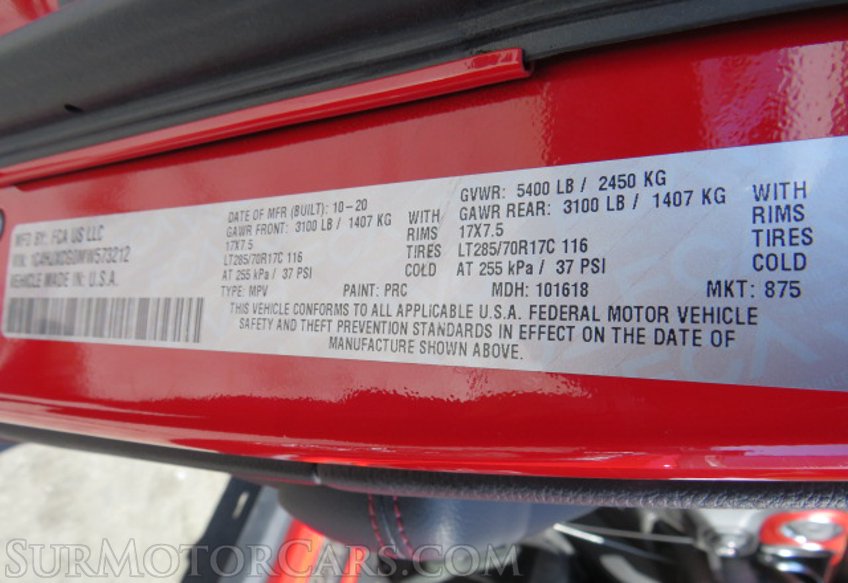 MFD BY: FCA US LLC
VIN:
VEHICLE MADE IN: U.S.A.
DATE OF MFR (BUILT): 10-20
GAWR FRONT: 3100 LB / 1407 KG WITH
17X7.5 RIMS
LT285/70R17C 116 TIRES
AT 255 kPa / 37 PSI COLD
GVWR: 5400 LB / 2450 KG
GAWR REAR: 3100 LB / 1407 KG WITH
17X7.5 RIMS
LT285/70R17C 116 TIRES
AT 255 kPa / 37 PSI COLD
TYPE: MPV PAINT: PRC MDH: 101618 MKT: 875
THIS VEHICLE CONFORMS TO ALL APPLICABLE U.S.A. FEDERAL MOTOR VEHICLE
SAFETY AND THEFT PREVENTION STANDARDS IN EFFECT ON THE DATE OF
MANUFACTURE SHOWN ABOVE.
SurMotorCars.com